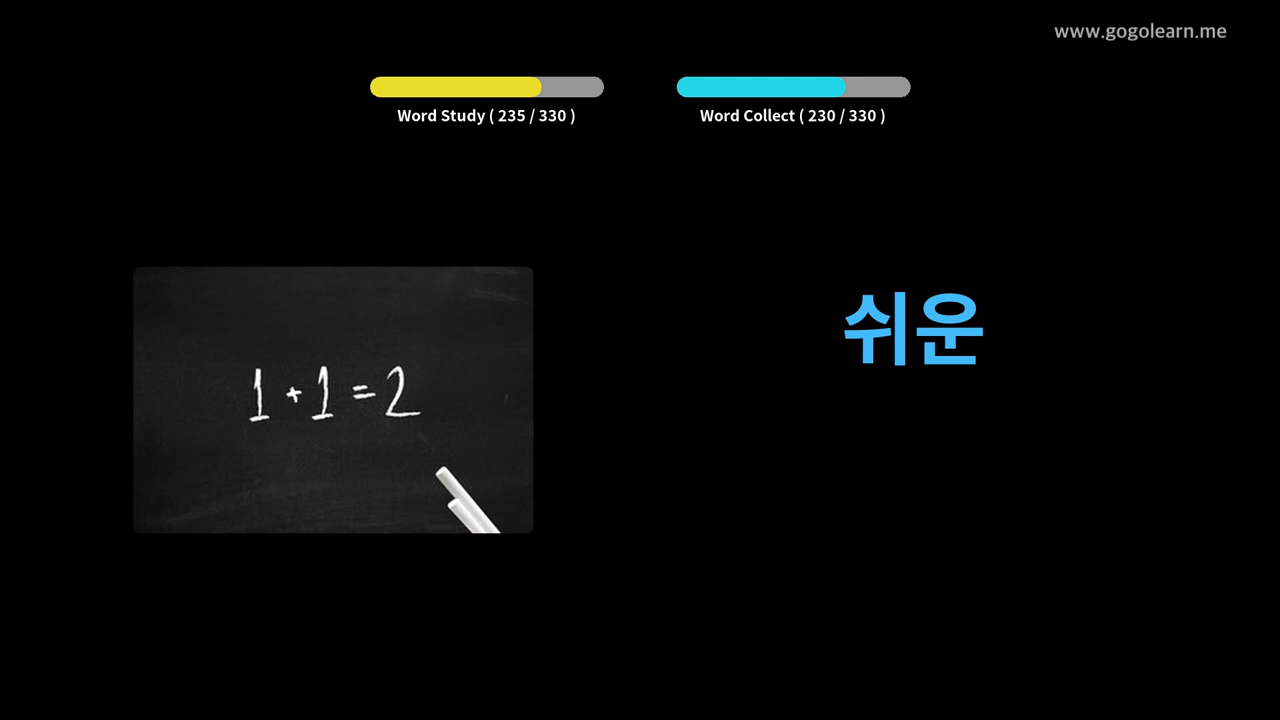 www.gogolearn.me
Word Study ( 235 / 330 )
Word Collect ( 230 / 330 )
쉬운
1 + 1 = 2